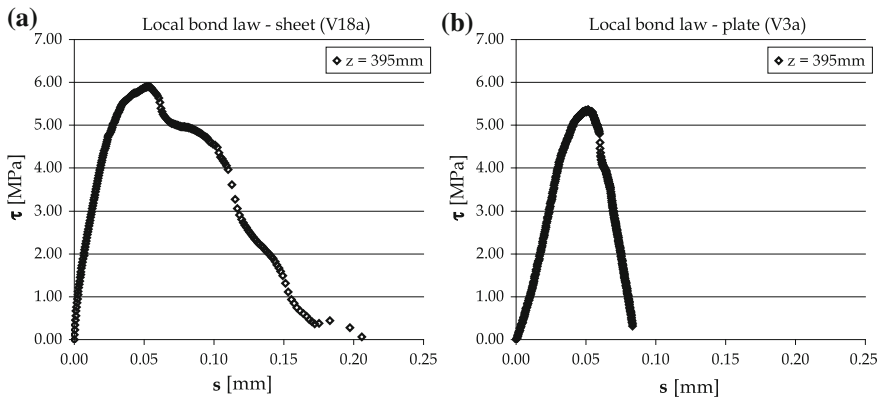 (a)
Local bond law - sheet (V18a)
7.00
6.00
5.00
4.00
3.00
2.00
1.00
0.00
τ [MPa]
z = 395mm
0.00 0.05 0.10 0.15 0.20 0.25
s [mm]
(b)
Local bond law - plate (V3a)
7.00
6.00
5.00
4.00
3.00
2.00
1.00
0.00
τ [MPa]
z = 395mm
0.00 0.05 0.10 0.15 0.20 0.25
s [mm]